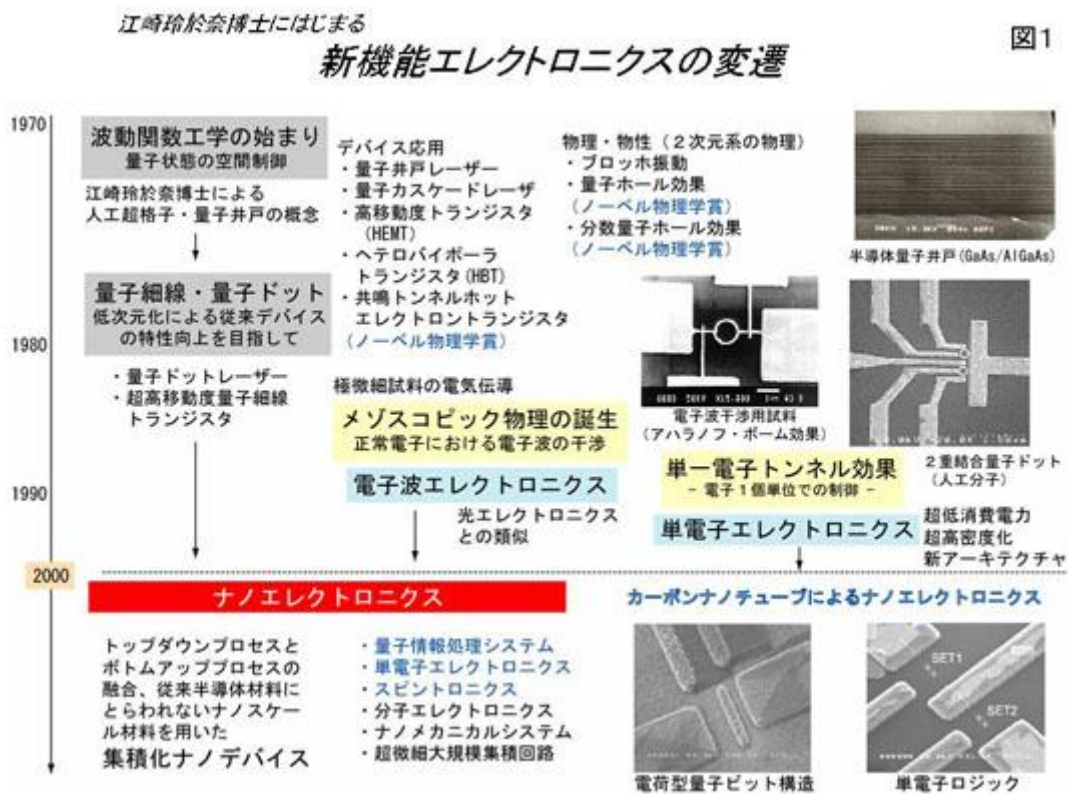 江崎玲於奈博士にはじまる
新機能エレクトロニクスの変遷
図1
1970
1980
1990
2000
波動関数工学の始まり
量子状態の空間制御
江崎玲於奈博士による
人工超格子・量子井戸の概念
量子細線・量子ドット
低次元化による従来デバイス
の特性向上を目指して
・量子ドットレーザー
・超高移動度量子細線
トランジスタ
デバイス応用
・量子井戸レーザー
・量子カスケードレーザ
・高移動度トランジスタ
(HEMT)
・ヘテロバイポーラ
トランジスタ(HBT)
・共鳴トンネルホット
エレクトロントランジスタ
(ノーベル物理学賞)
極微細試料の電気伝導
メゾスコピック物理の誕生
正常電子における電子波の干渉
電子波エレクトロニクス
光エレクトロニクス
との類似
物理・物性（2次元系の物理）
・ブロッホ振動
・量子ホール効果
(ノーベル物理学賞)
・分数量子ホール効果
(ノーベル物理学賞)
半導体量子井戸(GaAs/AlGaAs)
電子波干渉用試料
(アハラノフ・ボーム効果)
2重結合量子ドット
(人工分子)
単一電子トンネル効果
- 電子1個単位での制御 -
単電子エレクトロニクス
超低消費電力
超高密度化
新アーキテクチャ
ナノエレクトロニクス
トップダウンプロセスと
ボトムアッププロセスの
融合、従来半導体材料に
とらわれないナノスケー
ル材料を用いた
集積化ナノデバイス
・量子情報処理システム
・単電子エレクトロニクス
・スピントロニクス
・分子エレクトロニクス
・ナノメカニカルシステム
・超微細大規模集積回路
カーボンナノチューブによるナノエレクトロニクス
電荷型量子ビット構造
SET1
SET2
単電子ロジック